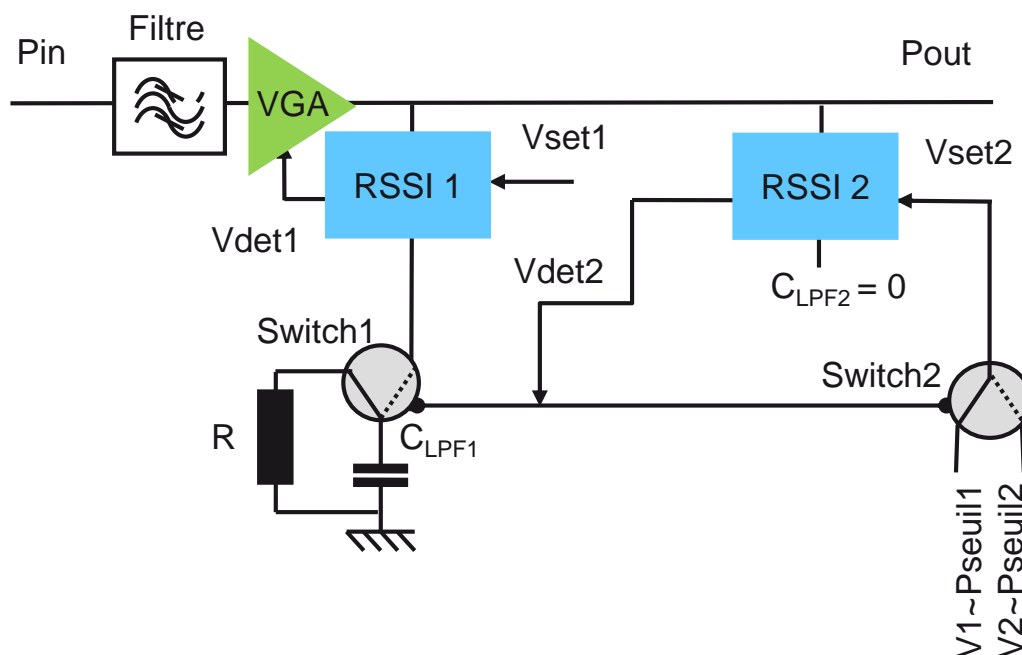 Filtre
Pin
Pout
VGA
Vset1
Vset2
RSSI 1
RSSI 2
Vdet1
Vdet2
CLPF2 = 0
Switch1
Switch2
R
CLPF1
V1~Pseuil1
V2~Pseuil2